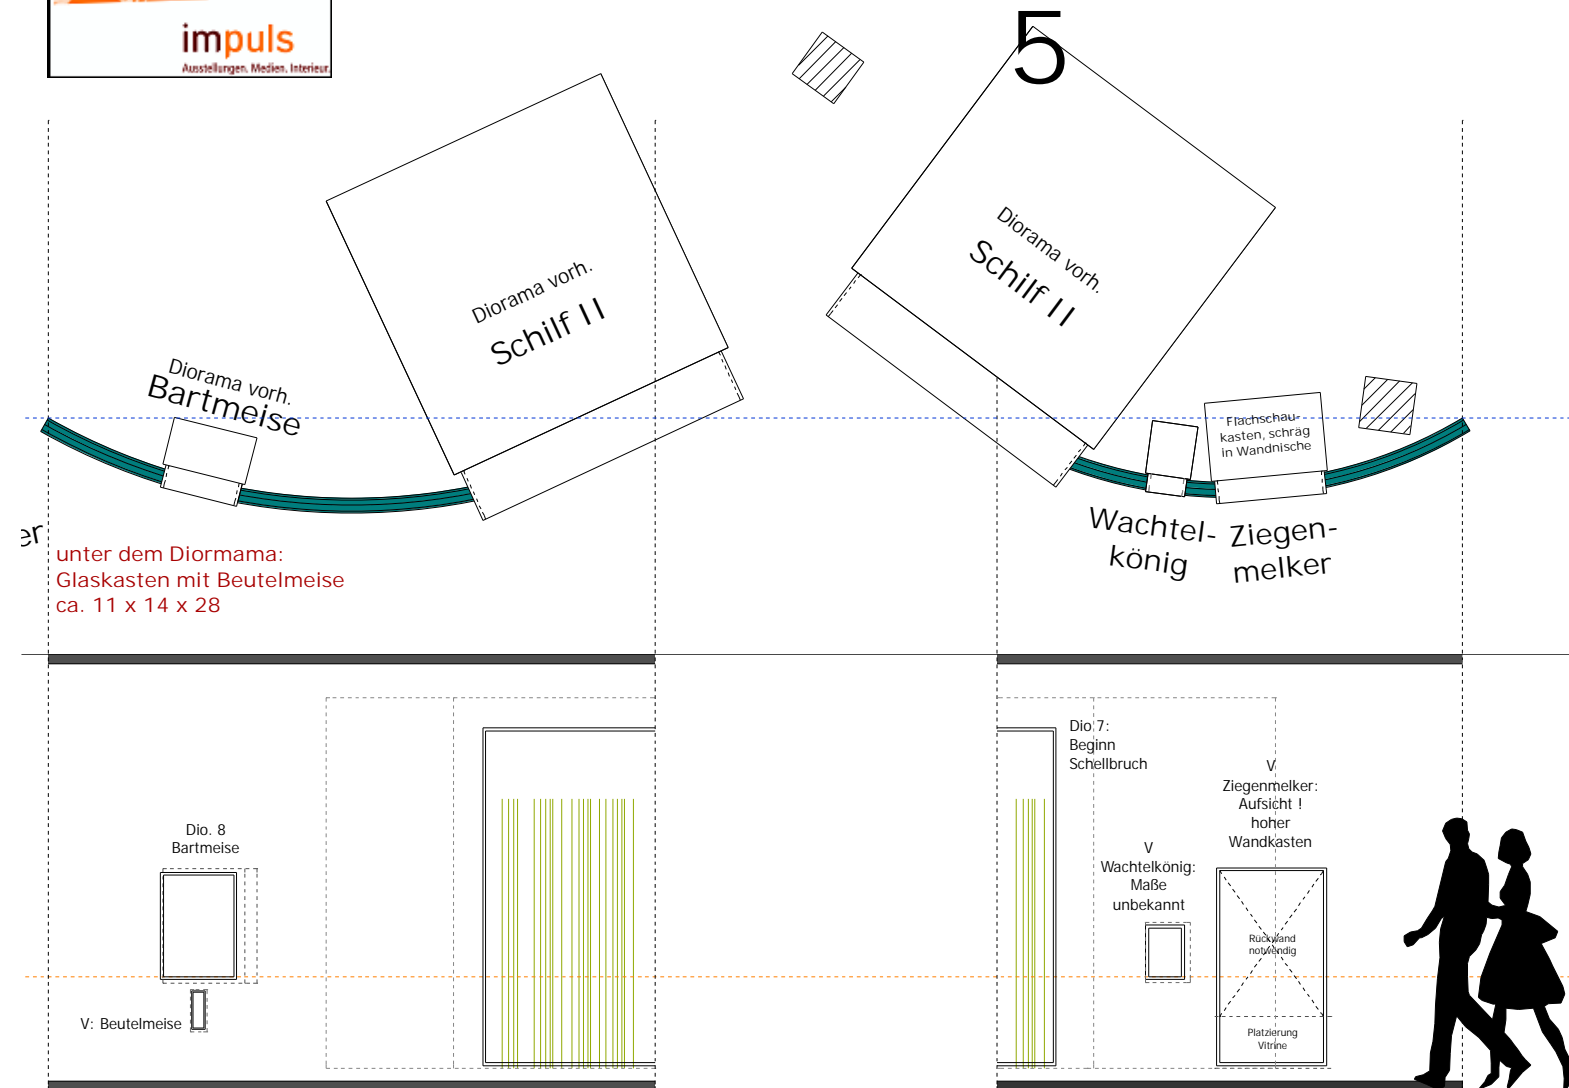 impuls
Ausstellungen. Medien. Interieur.
5
Diorama vorh.
Schilf II
Diorama vorh.
Schilf II
Diorama vorh.
Bartmeise
Flachschau-
kasten, schräg
in Wandnische
er
Wachtel-
könig
Ziegen-
melker
unter dem Diormama:
Glaskasten mit Beutelmeise
ca. 11 x 14 x 28
Dio 7:
Beginn
Schellbruch
V
Ziegenmelker:
Aufsicht !
hoher
Wandkasten
Dio. 8
Bartmeise
V
Wachtelkönig:
Maße
unbekannt
Rückwand
notwendig
V: Beutelmeise
Platzierung
Vitrine